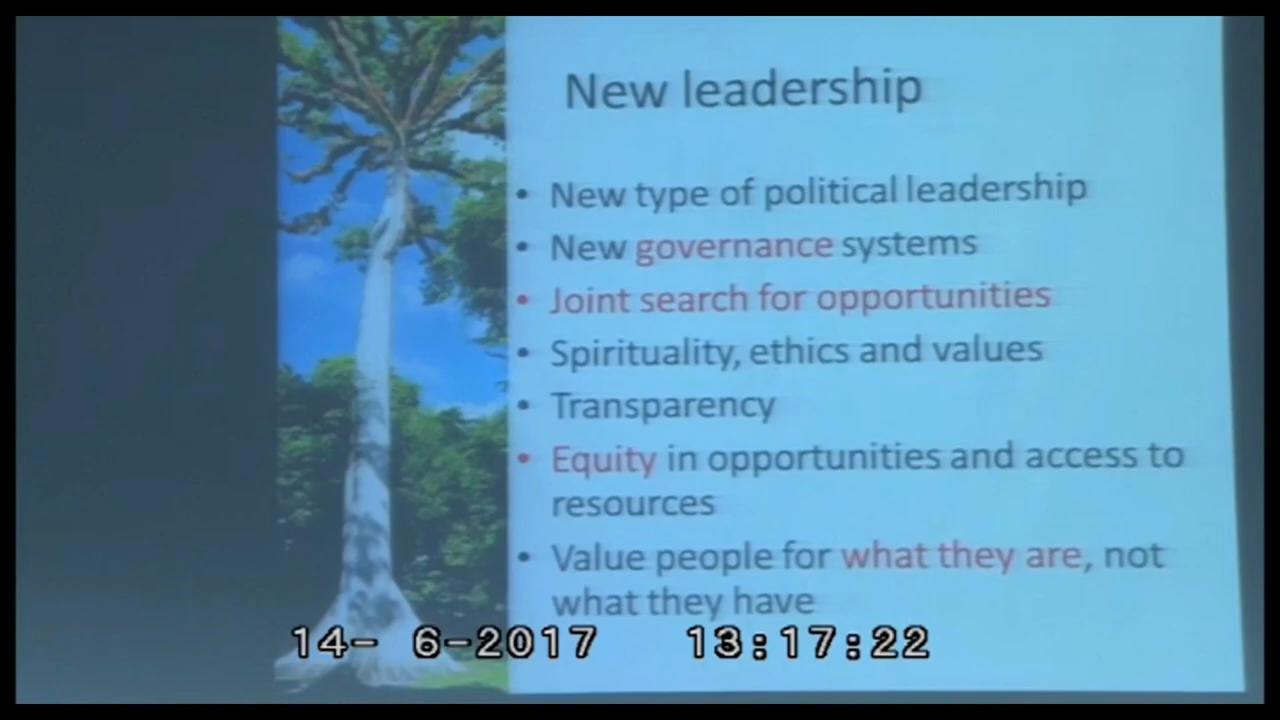 New leadership
• New type of political leadership
• New governance systems
• Joint search for opportunities
• Spirituality, ethics and values
• Transparency
• Equity in opportunities and access to
resources
• Value people for what they are, not
what they have
14- 6-2017 13:17:22